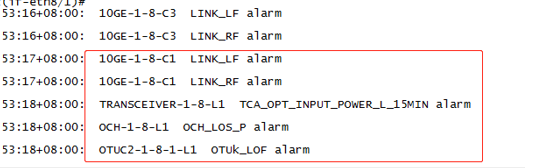 (if-eth8/1)#
53:16+08:00: 10GE-1-8-C3 LINK_LF alarm
53:16+08:00: 10GE-1-8-C3 LINK_RF alarm
53:17+08:00: 10GE-1-8-C1 LINK_LF alarm
53:17+08:00: 10GE-1-8-C1 LINK_RF alarm
53:18+08:00: TRANSCEIVER-1-8-L1 TCA_OPT_INPUT_POWER_L_15MIN alarm
53:18+08:00: OCH-1-8-L1 OCH_LOS_P alarm
53:18+08:00: OTUC2-1-8-1-L1 OTUk_LOF alarm